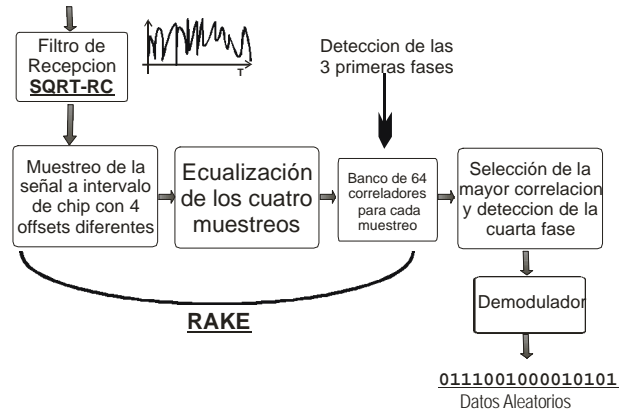 Filtro de
Recepcion
SQRT-RC
T
Deteccion de las
3 primeras fases
Muestreo de la
señal a intervalo
de chip con 4
offsets diferentes
Ecualización
de los cuatro
muestreos
Banco de 64
correladores
para cada
muestreo
Selección de la
mayor correlacion
y deteccion de la
cuarta fase
RAKE
Demodulador
0111001000010101
Datos Aleatorios